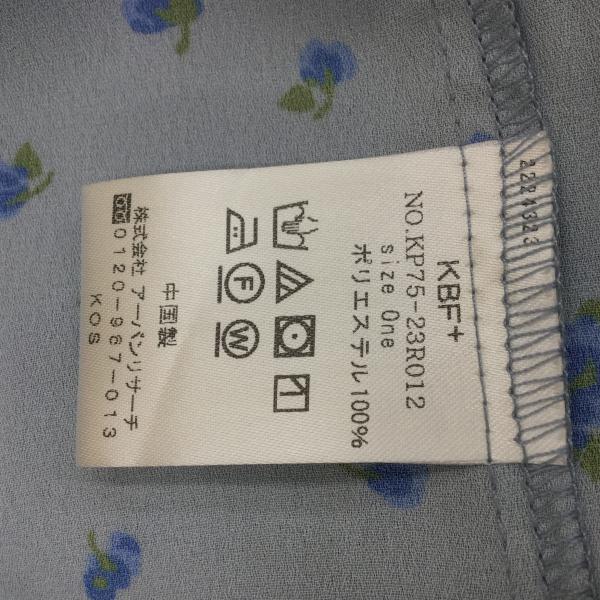 KBF+
NO.KP75-23R012
size One
ポリエステル100%
F W
中国製
株式会社 アーバンリサーチ
0120-967-013
KOS